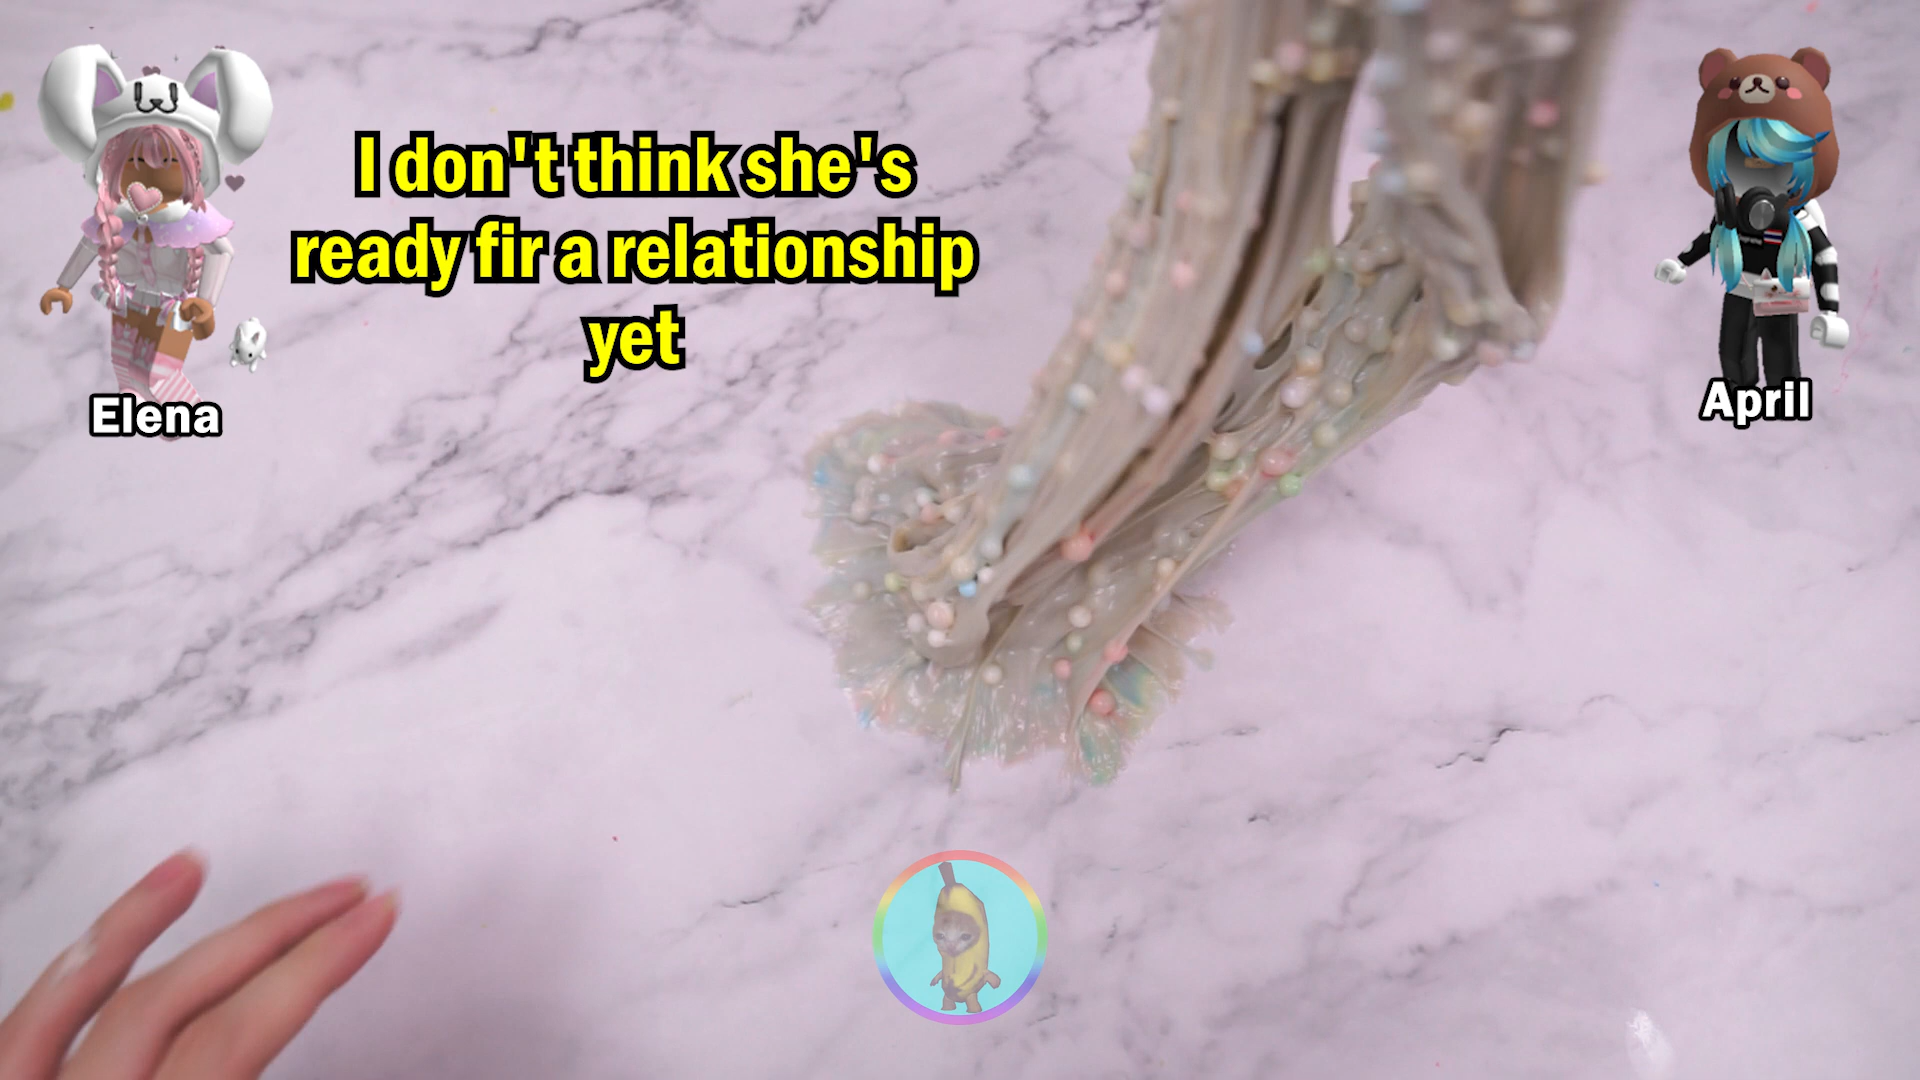 I don't think she's
ready fir a relationship
yet
Elena
April